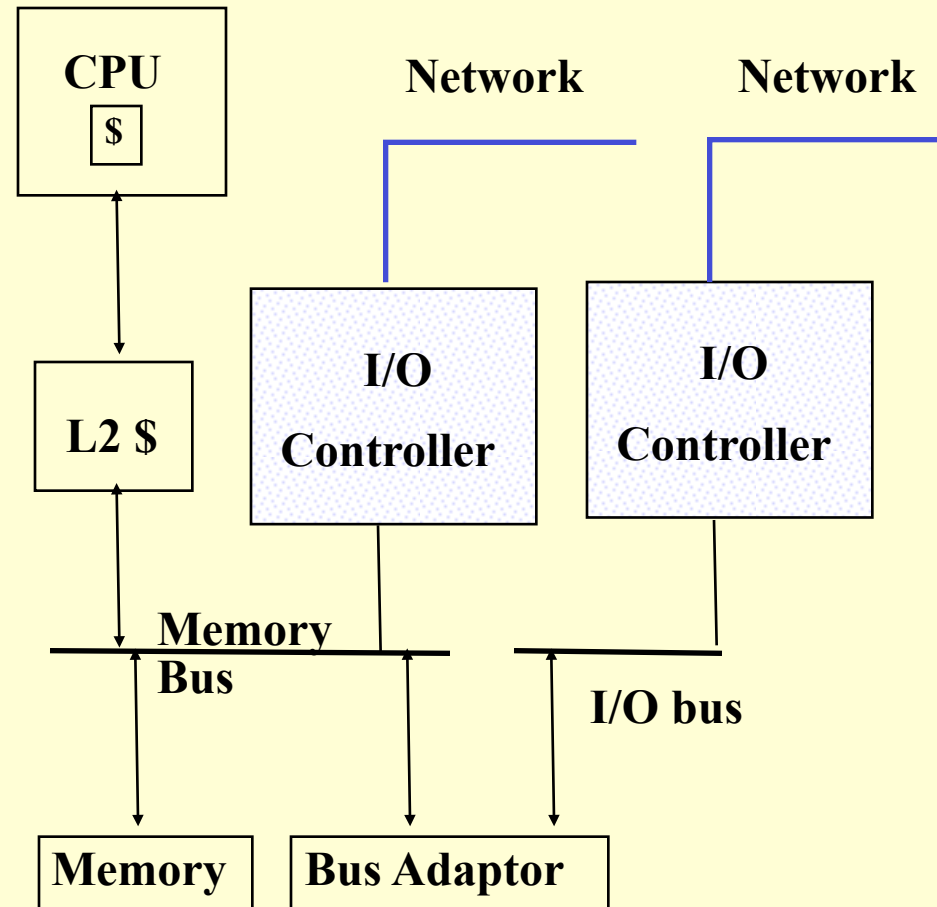 CPU
$
Network
Network
I/O
Controller
I/O
Controller
L2 $
Memory
Bus
I/O bus
Memory
Bus Adaptor